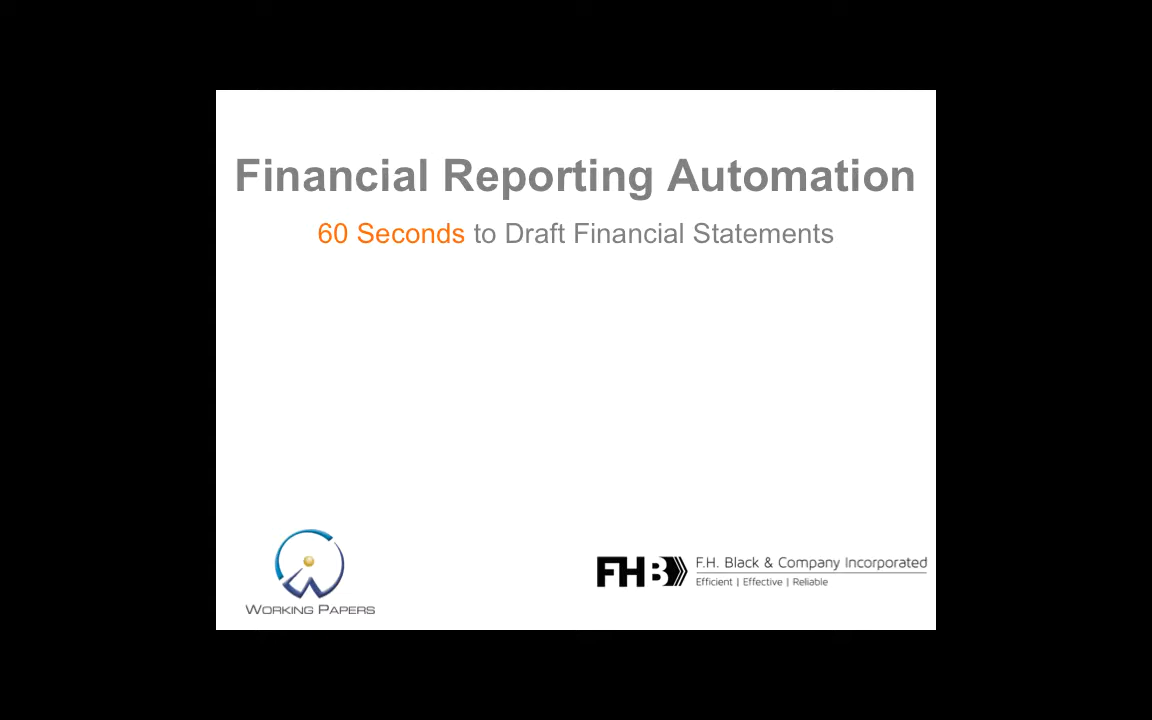 Financial Reporting Automation
60 Seconds to Draft Financial Statements
WORKING PAPERS
FHB
F.H. Black & Company Incorporated
Efficient | Effective | Reliable